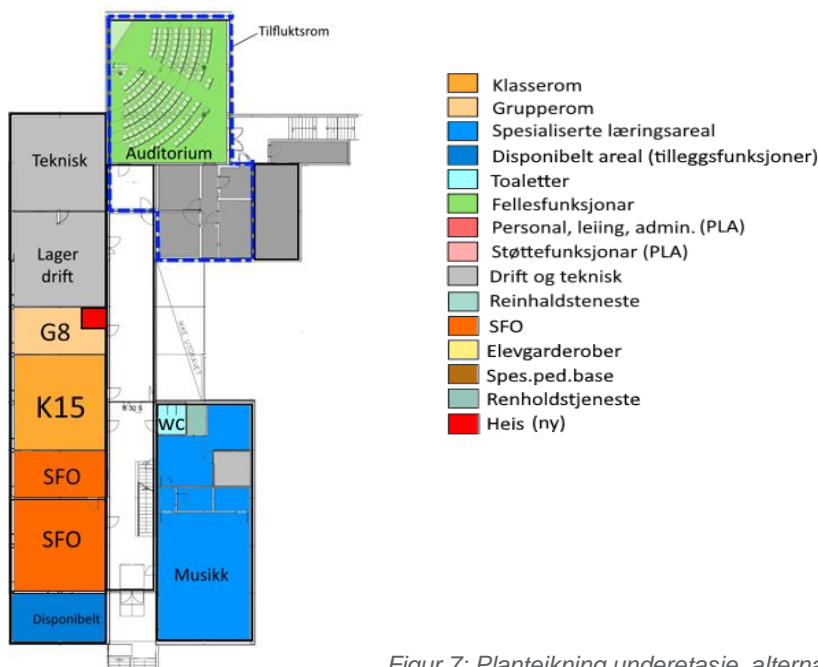 Tilfluktsrom
Auditorium
Teknisk
Lager
drift
G8
IKKE UTGRAVET
K15
WC
SFO
SFO
Musikk
Disponibelt
Klasserom
Grupperom
Spesialiserte læringsareal
Disponibelt areal (tilleggsfunksjoner)
Toaletter
Fellesfunksjonar
Personal, leiing, admin. (PLA)
Støttefunksjonar (PLA)
Drift og teknisk
Reinhaldsteneste
SFO
Elevgarderober
Spes.ped.base
Renholdstjeneste
Heis (ny)
Figur 7: Planteikning underetasje, alterna